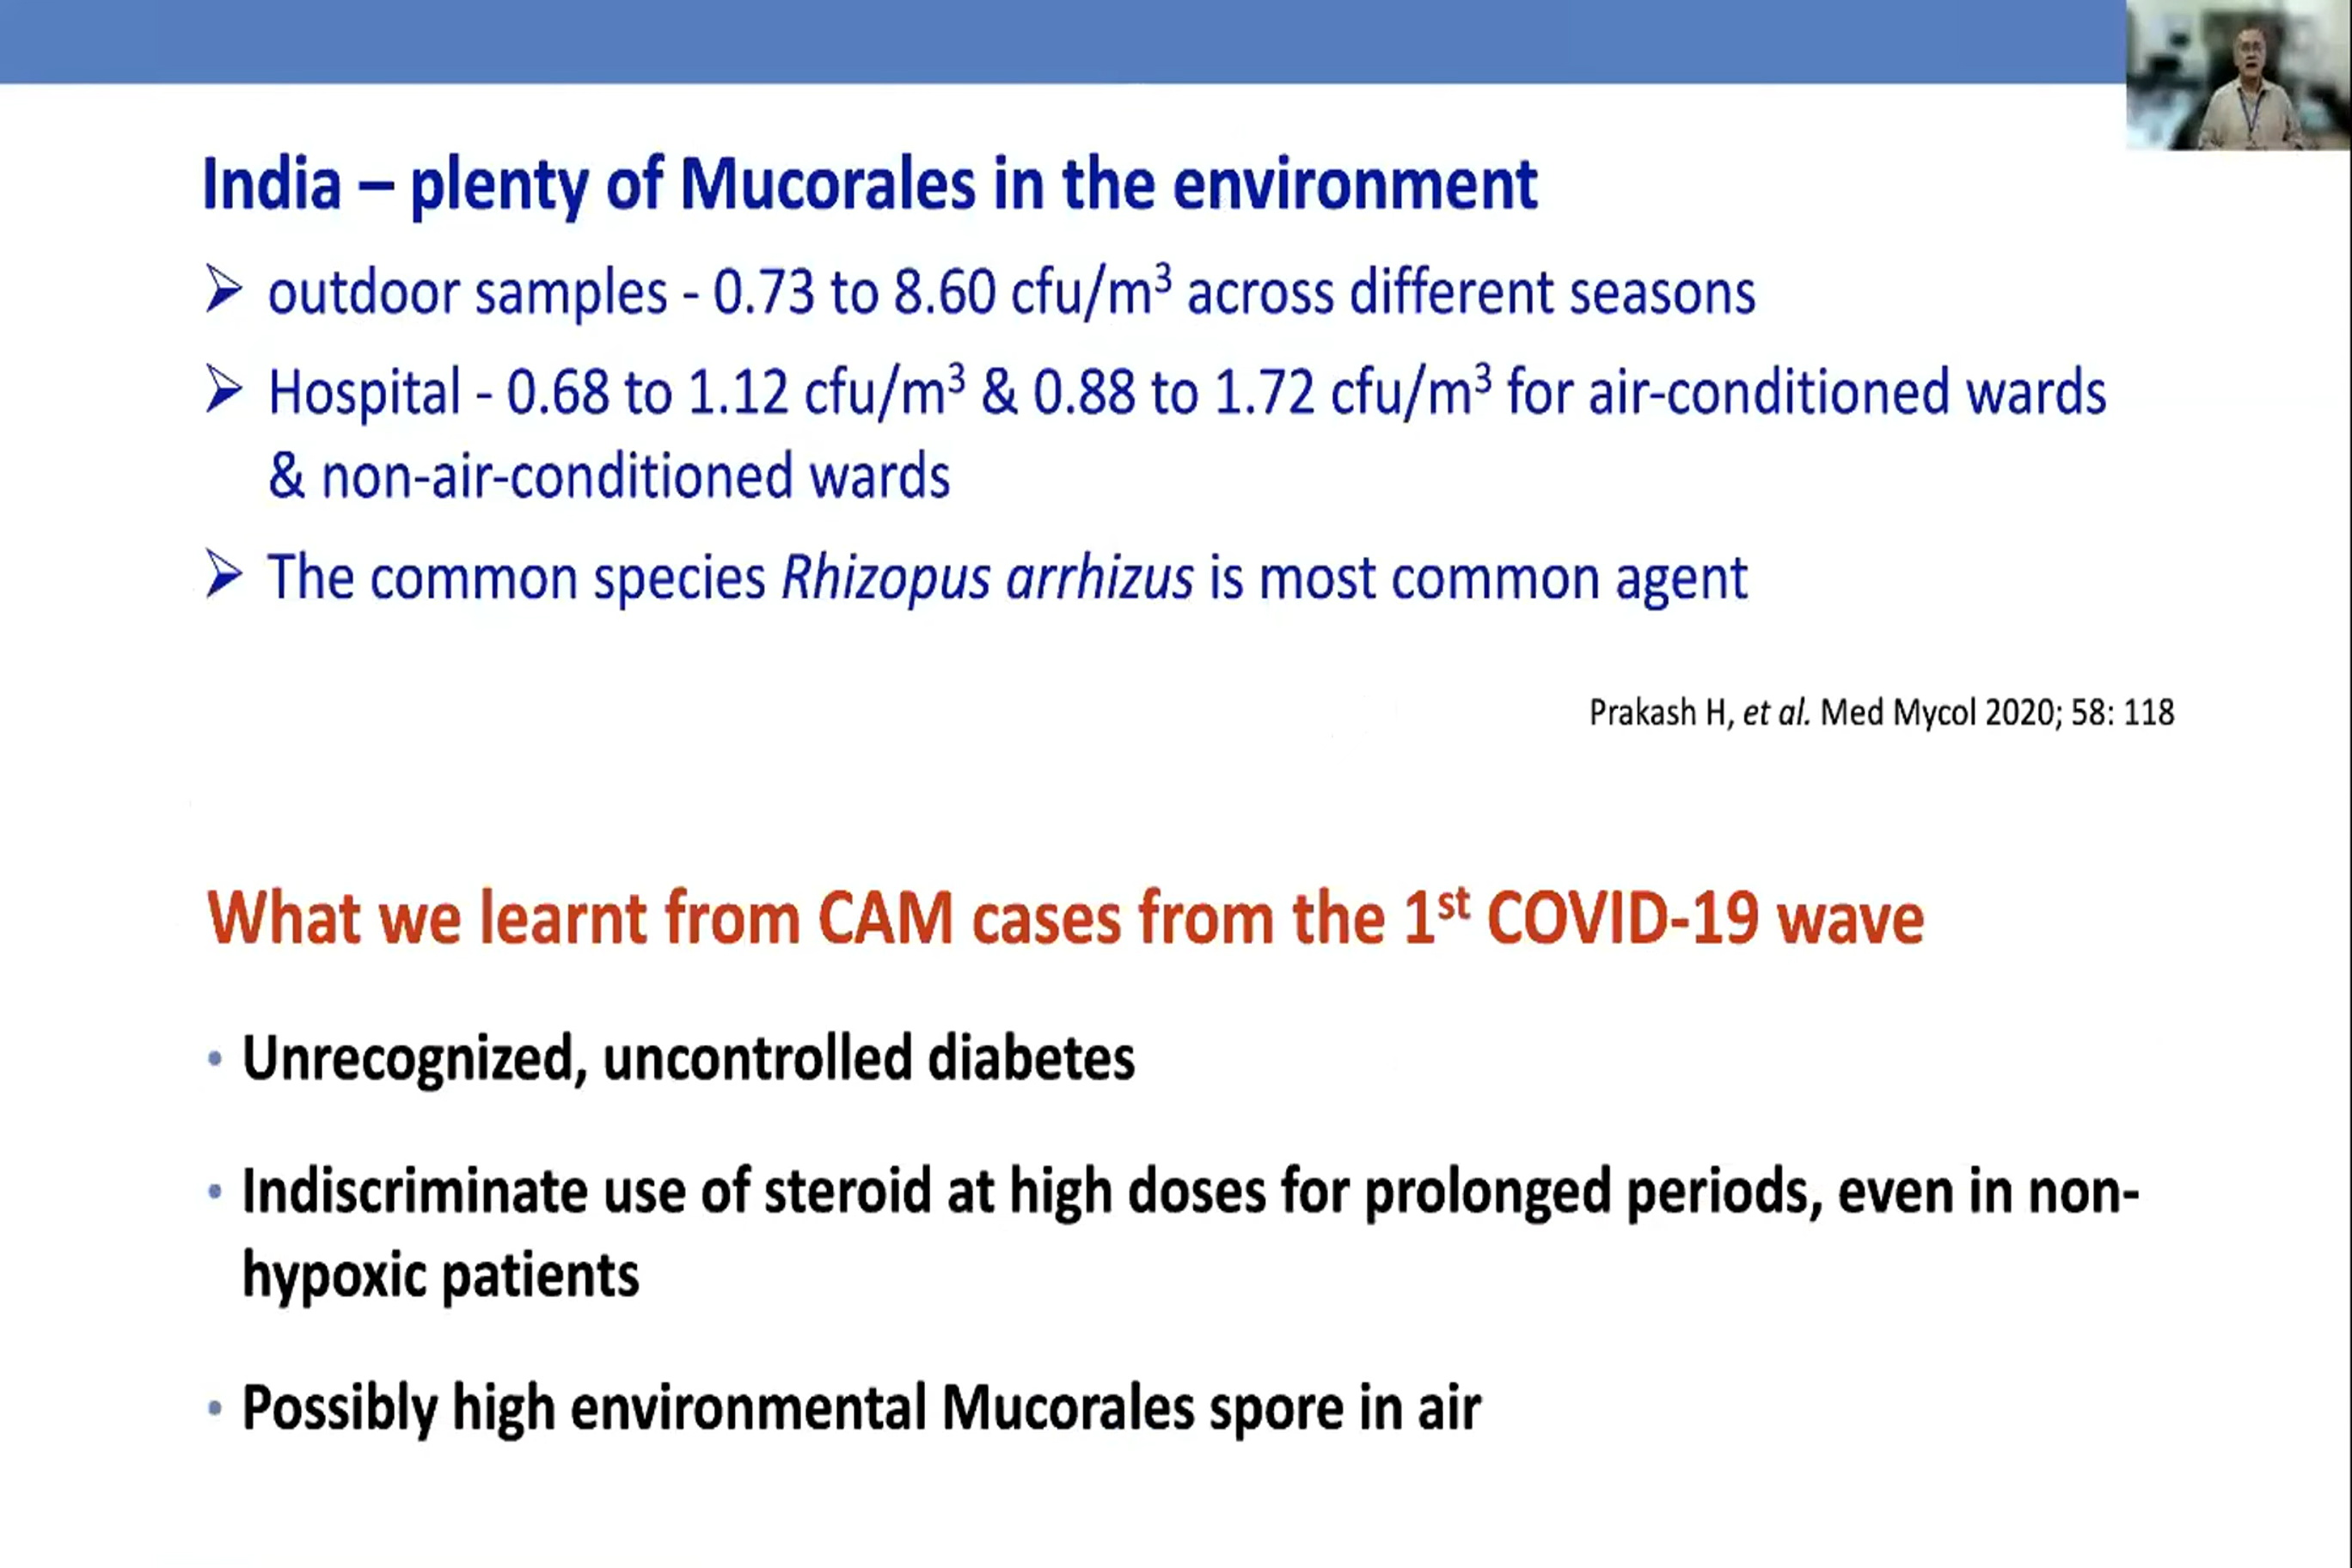 India – plenty of Mucorales in the environment
➢ outdoor samples - 0.73 to 8.60 cfu/m³ across different seasons
➢ Hospital - 0.68 to 1.12 cfu/m³ & 0.88 to 1.72 cfu/m³ for air-conditioned wards
& non-air-conditioned wards
➢ The common species Rhizopus arrhizus is most common agent
Prakash H, et al. Med Mycol 2020; 58: 118
What we learnt from CAM cases from the 1st COVID-19 wave
• Unrecognized, uncontrolled diabetes
• Indiscriminate use of steroid at high doses for prolonged periods, even in non-
hypoxic patients
• Possibly high environmental Mucorales spore in air